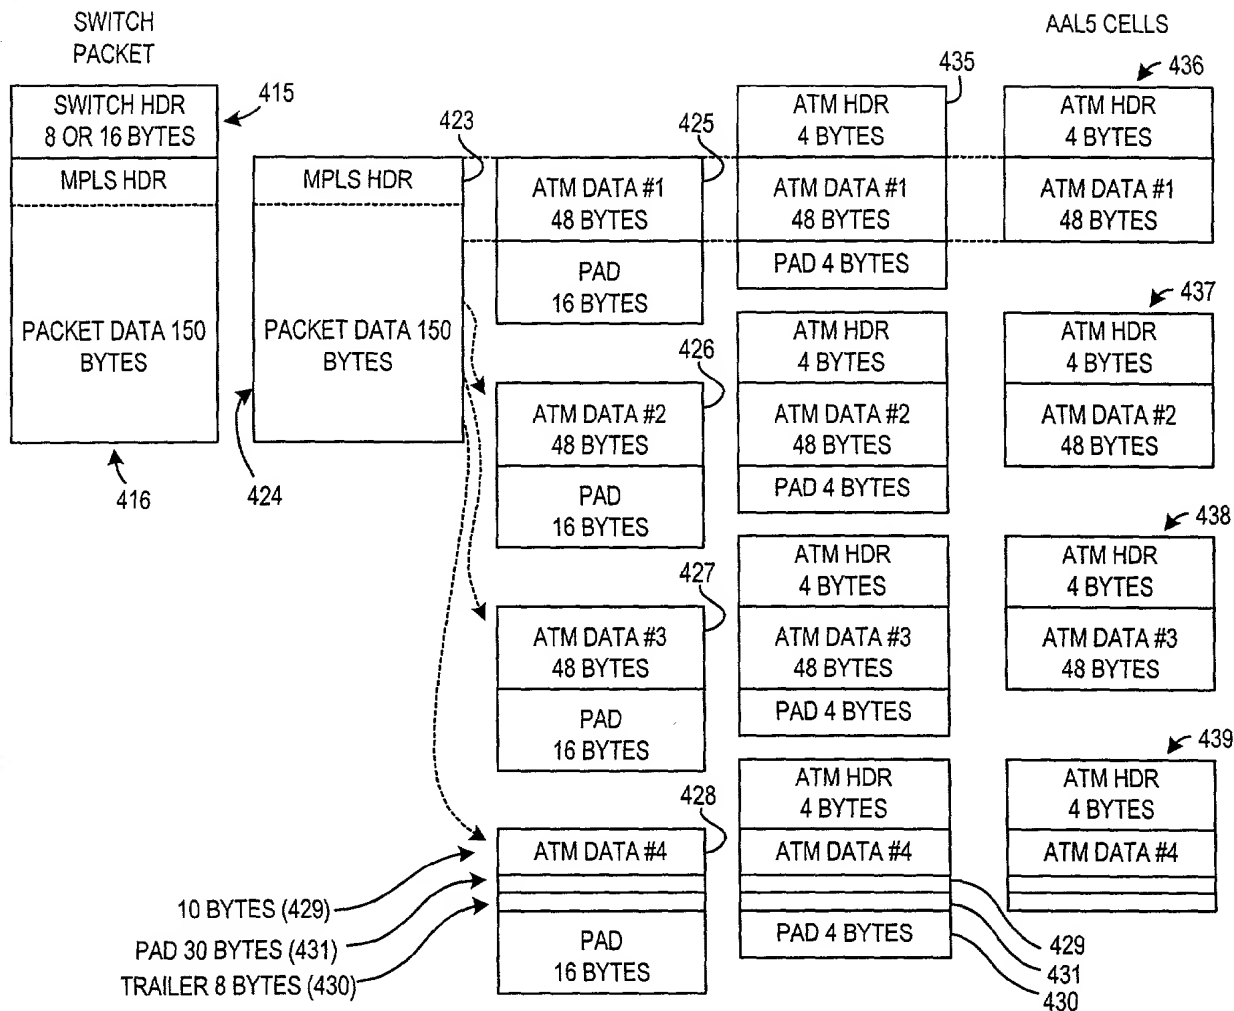 SWITCH
PACKET
SWITCH HDR
8 OR 16 BYTES
415
MPLS HDR
PACKET DATA 150
BYTES
416
MPLS HDR
423
PACKET DATA 150
BYTES
424
ATM DATA #1
48 BYTES
PAD
16 BYTES
425
ATM DATA #2
48 BYTES
PAD
16 BYTES
426
ATM DATA #3
48 BYTES
PAD
16 BYTES
427
ATM DATA #4
PAD
16 BYTES
428
10 BYTES (429)
PAD 30 BYTES (431)
TRAILER 8 BYTES (430)
435
ATM HDR
4 BYTES
ATM DATA #1
48 BYTES
PAD 4 BYTES
ATM HDR
4 BYTES
ATM DATA #2
48 BYTES
PAD 4 BYTES
ATM HDR
4 BYTES
ATM DATA #3
48 BYTES
PAD 4 BYTES
ATM HDR
4 BYTES
ATM DATA #4
PAD 4 BYTES
429
431
430
AAL5 CELLS
436
ATM HDR
4 BYTES
ATM DATA #1
48 BYTES
437
ATM HDR
4 BYTES
ATM DATA #2
48 BYTES
438
ATM HDR
4 BYTES
ATM DATA #3
48 BYTES
439
ATM HDR
4 BYTES
ATM DATA #4